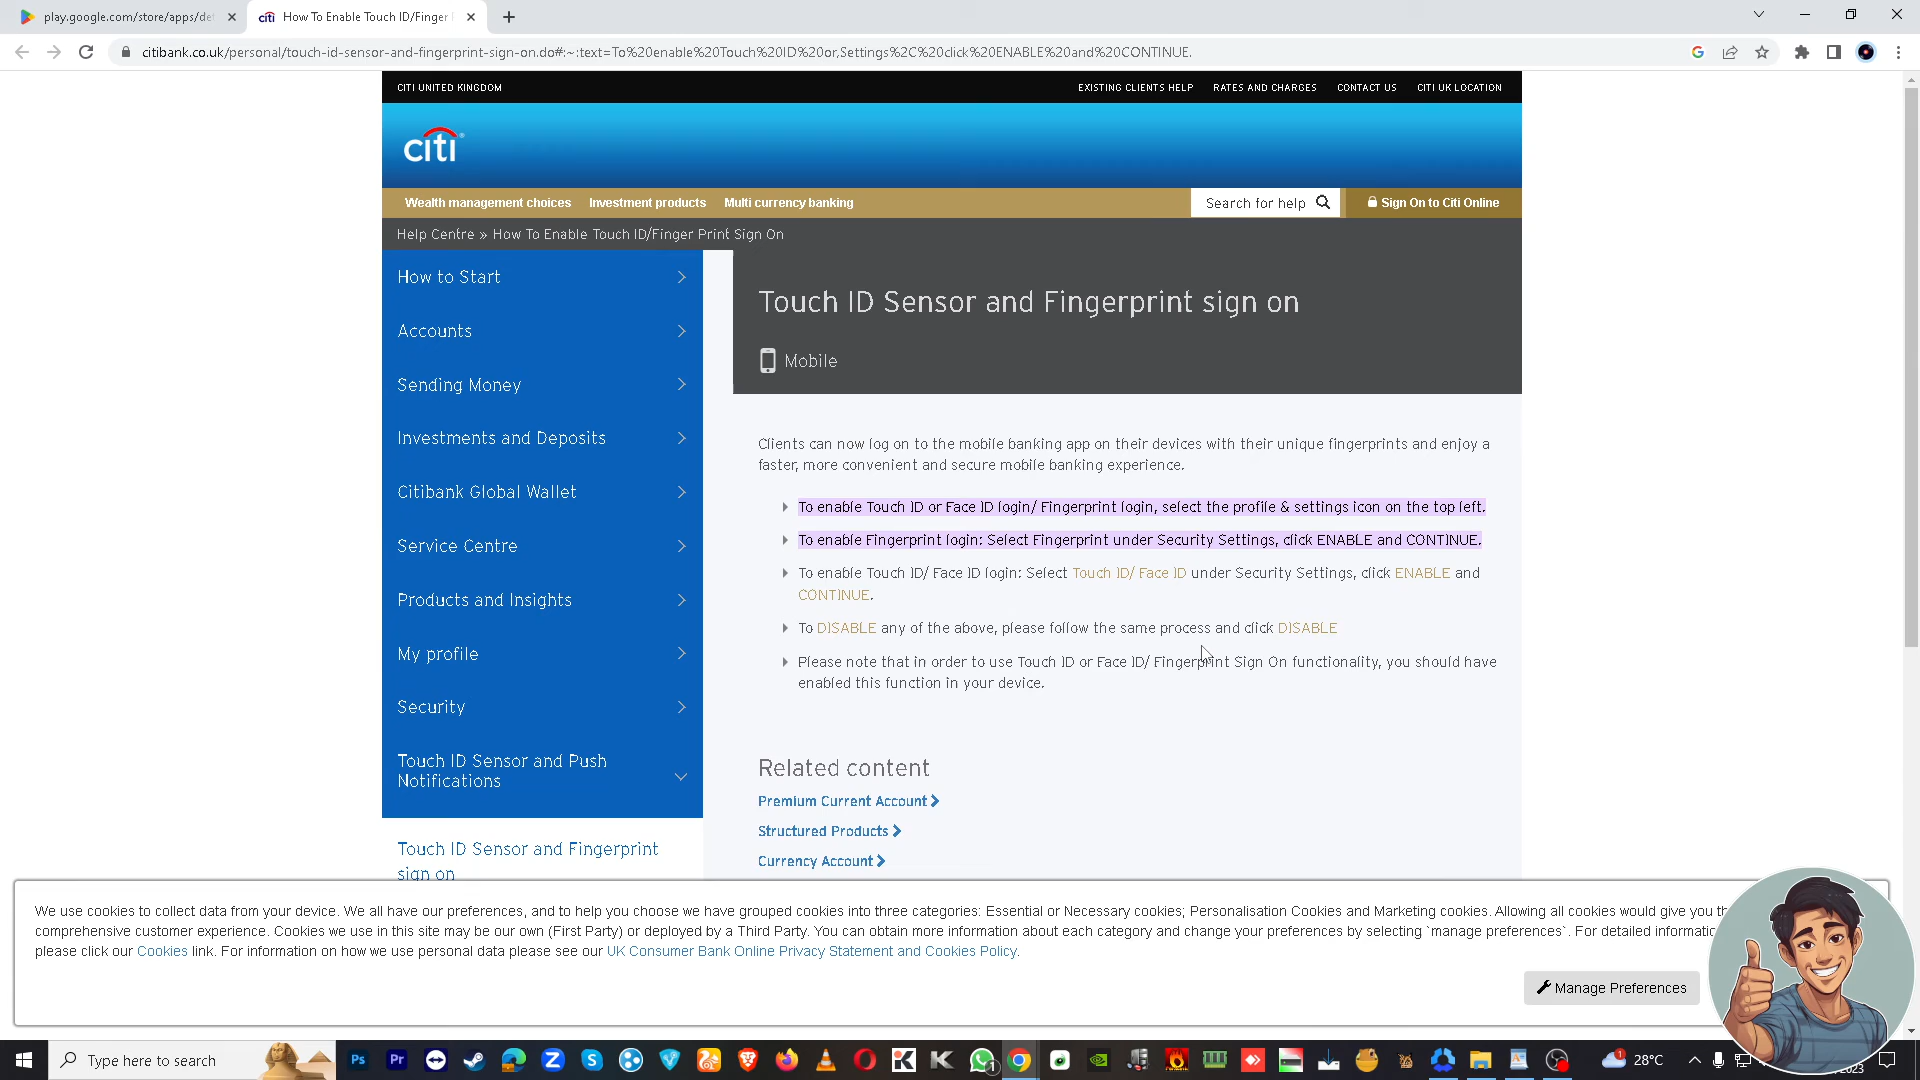 play.google.com/store/apps/de
How To Enable Touch ID/Finger
citibank.co.uk/personal/touch-id-sensor-and-fingerprint-sign-on.do#:~:text=To%20enable%20Touch%20ID%20or,Settings%2C%20click%20ENABLE%20and%20CONTINUE.
CITI UNITED KINGDOM
EXISTING CLIENTS HELP RATES AND CHARGES CONTACT US CITI UK LOCATION
citi
Wealth management choices Investment products Multi currency banking
Search for help
Sign On to Citi Online
Help Centre » How To Enable Touch ID/Finger Print Sign On
How to Start
Accounts
Sending Money
Investments and Deposits
Citibank Global Wallet
Service Centre
Products and Insights
My profile
Security
Touch ID Sensor and Push
Notifications
Touch ID Sensor and Fingerprint
sign on
Touch ID Sensor and Fingerprint sign on
Mobile
Clients can now log on to the mobile banking app on their devices with their unique fingerprints and enjoy a
faster, more convenient and secure mobile banking experience.
To enable Touch ID or Face ID login/ Fingerprint login, select the profile & settings icon on the top left.
To enable Fingerprint login: Select Fingerprint under Security Settings, click ENABLE and CONTINUE.
To enable Touch ID/ Face ID login: Select Touch ID/ Face ID under Security Settings, click ENABLE and
CONTINUE.
To DISABLE any of the above, please follow the same process and click DISABLE
Please note that in order to use Touch ID or Face ID/ Fingerprint Sign On functionality, you should have
enabled this function in your device.
Related content
Premium Current Account
Structured Products
Currency Account
We use cookies to collect data from your device. We all have our preferences, and to help you choose we have grouped cookies into three categories: Essential or Necessary cookies; Personalisation Cookies and Marketing cookies. Allowing all cookies would give you
comprehensive customer experience. Cookies we use in this site may be our own (First Party) or deployed by a Third Party. You can obtain more information about each category and change your preferences by selecting `manage preferences`. For detailed
please click our Cookies link. For information on how we use personal data please see our UK Consumer Bank Online Privacy Statement and Cookies Policy.
Manage Preferences
Type here to search
28°C